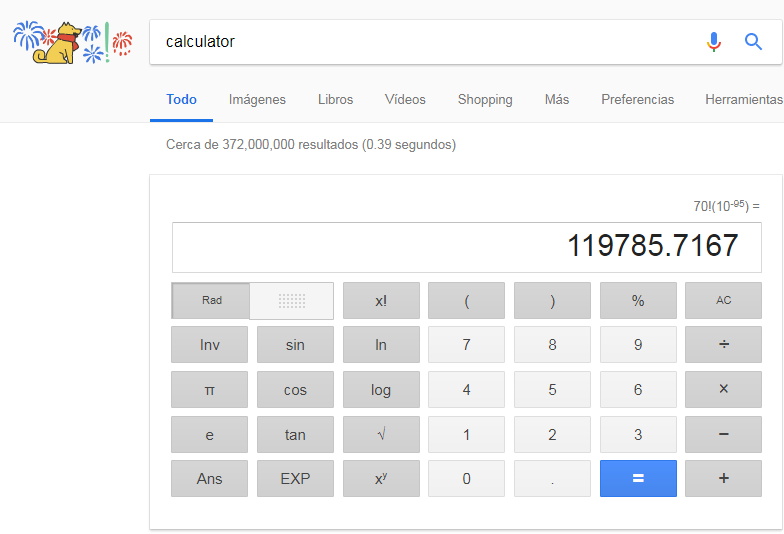 calculator
Todo Imágenes Libros Vídeos Shopping Más Preferencias Herramientas
Cerca de 372,000,000 resultados (0.39 segundos)
70!(10⁻⁹⁵) =
119785.7167
Rad x! ( ) % AC
Inv sin ln 7 8 9 ÷
π cos log 4 5 6 ×
e tan √ 1 2 3 −
Ans EXP xʸ 0 . = +